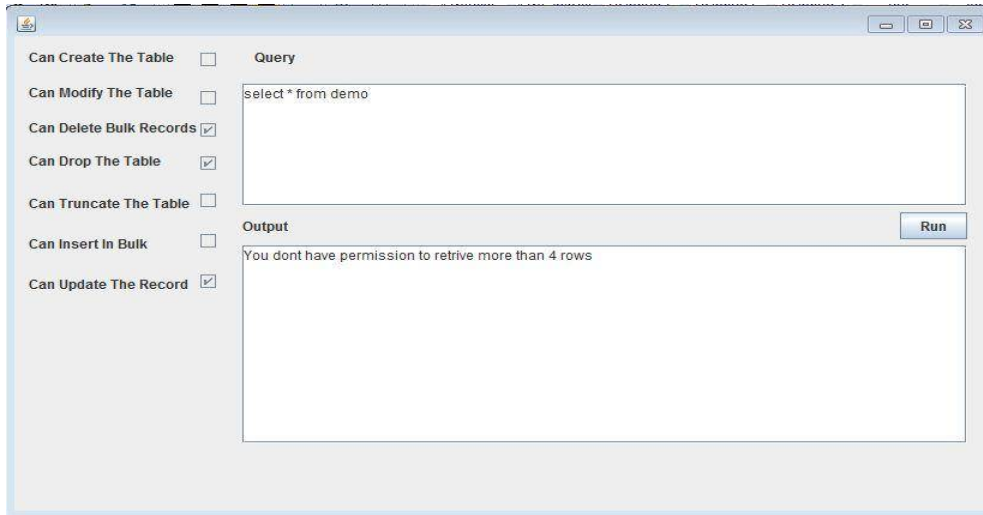 Can Create The Table
Query
Can Modify The Table
select * from demo
Can Delete Bulk Records
Can Drop The Table
Can Truncate The Table
Output
Run
Can Insert In Bulk
You dont have permission to retrive more than 4 rows
Can Update The Record